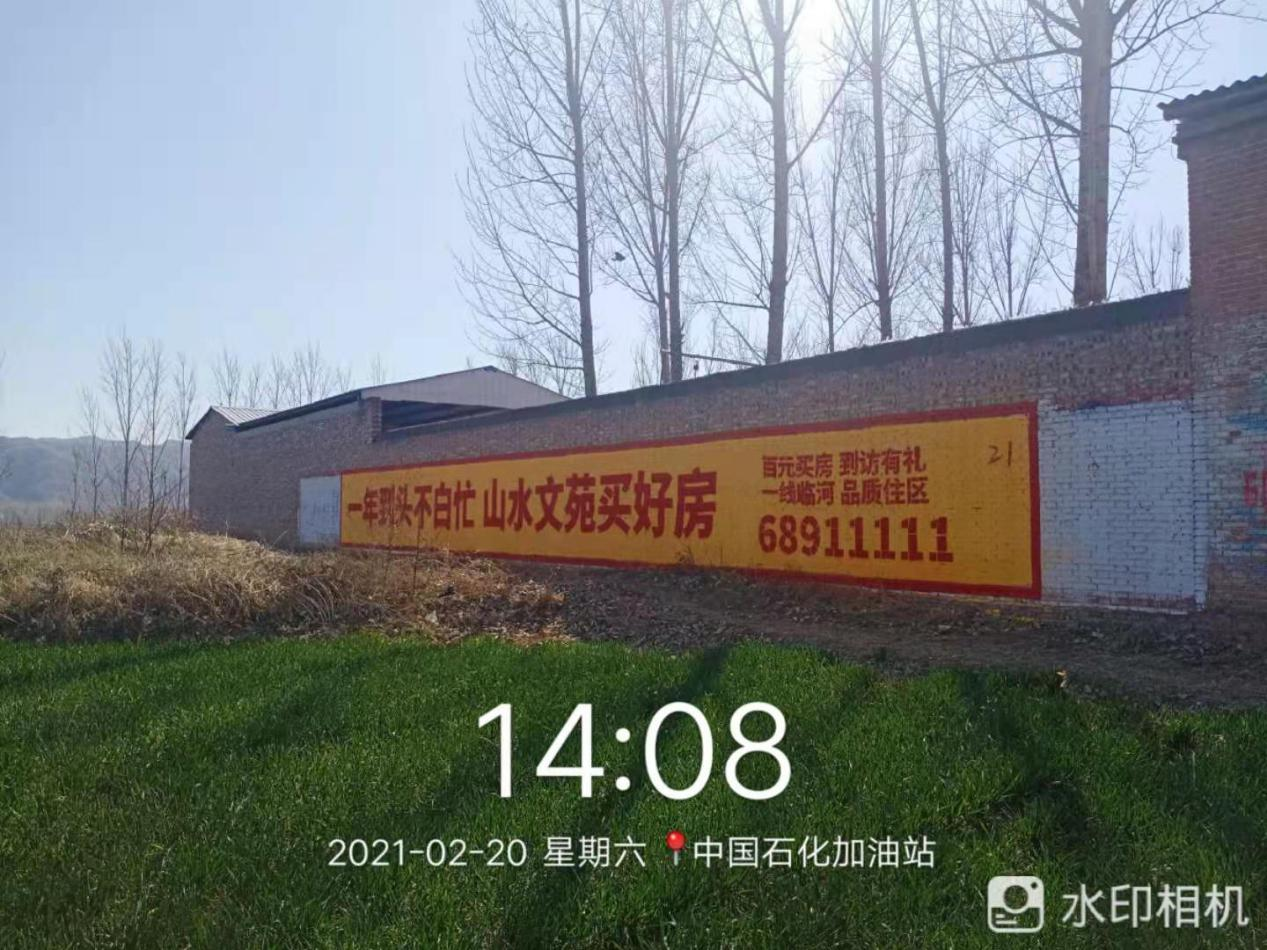 一年到头不白忙 山水文苑买好房
百元买房 到访有礼
一线临河 品质住区
68911111
21
14:08
2021-02-20 星期六 中国石化加油站
水印相机